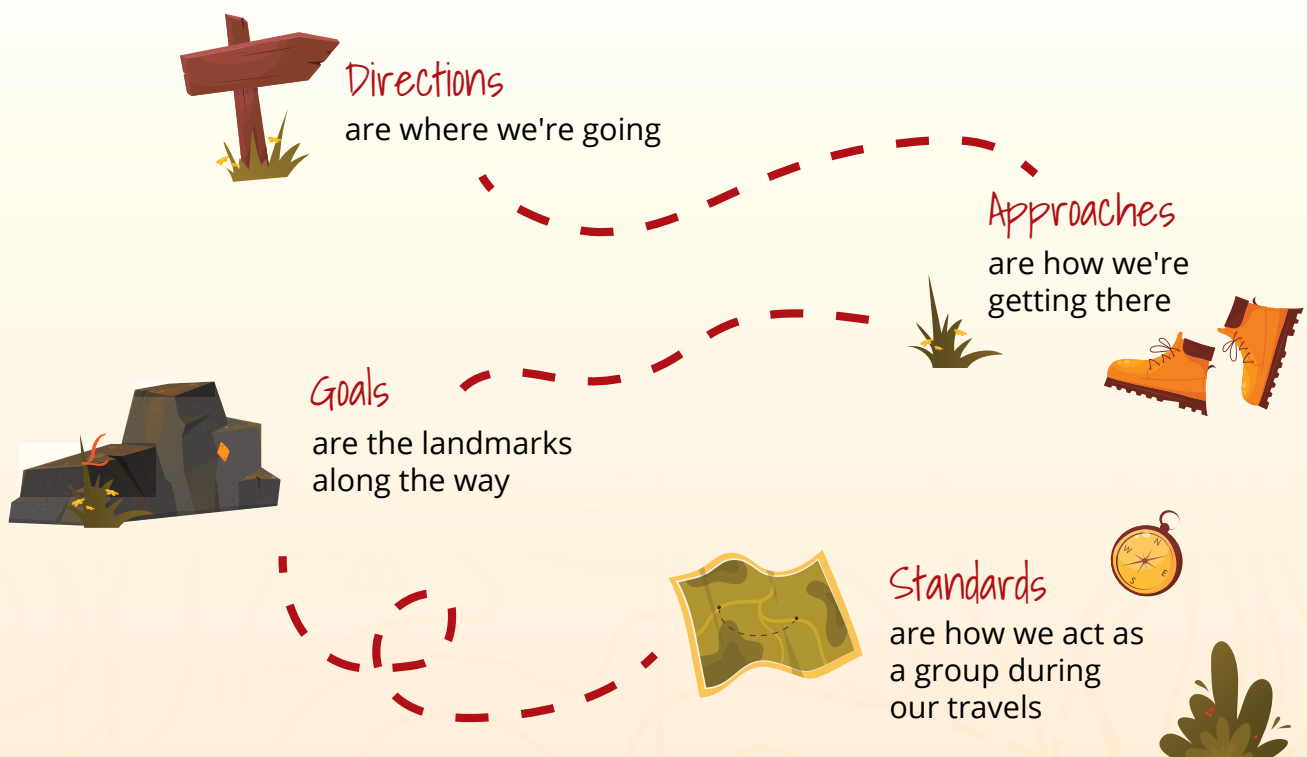 Directions
are where we're going
Approaches
are how we're
getting there
Goals
are the landmarks
along the way
Standards
are how we act as
a group during
our travels
N
W
E
S